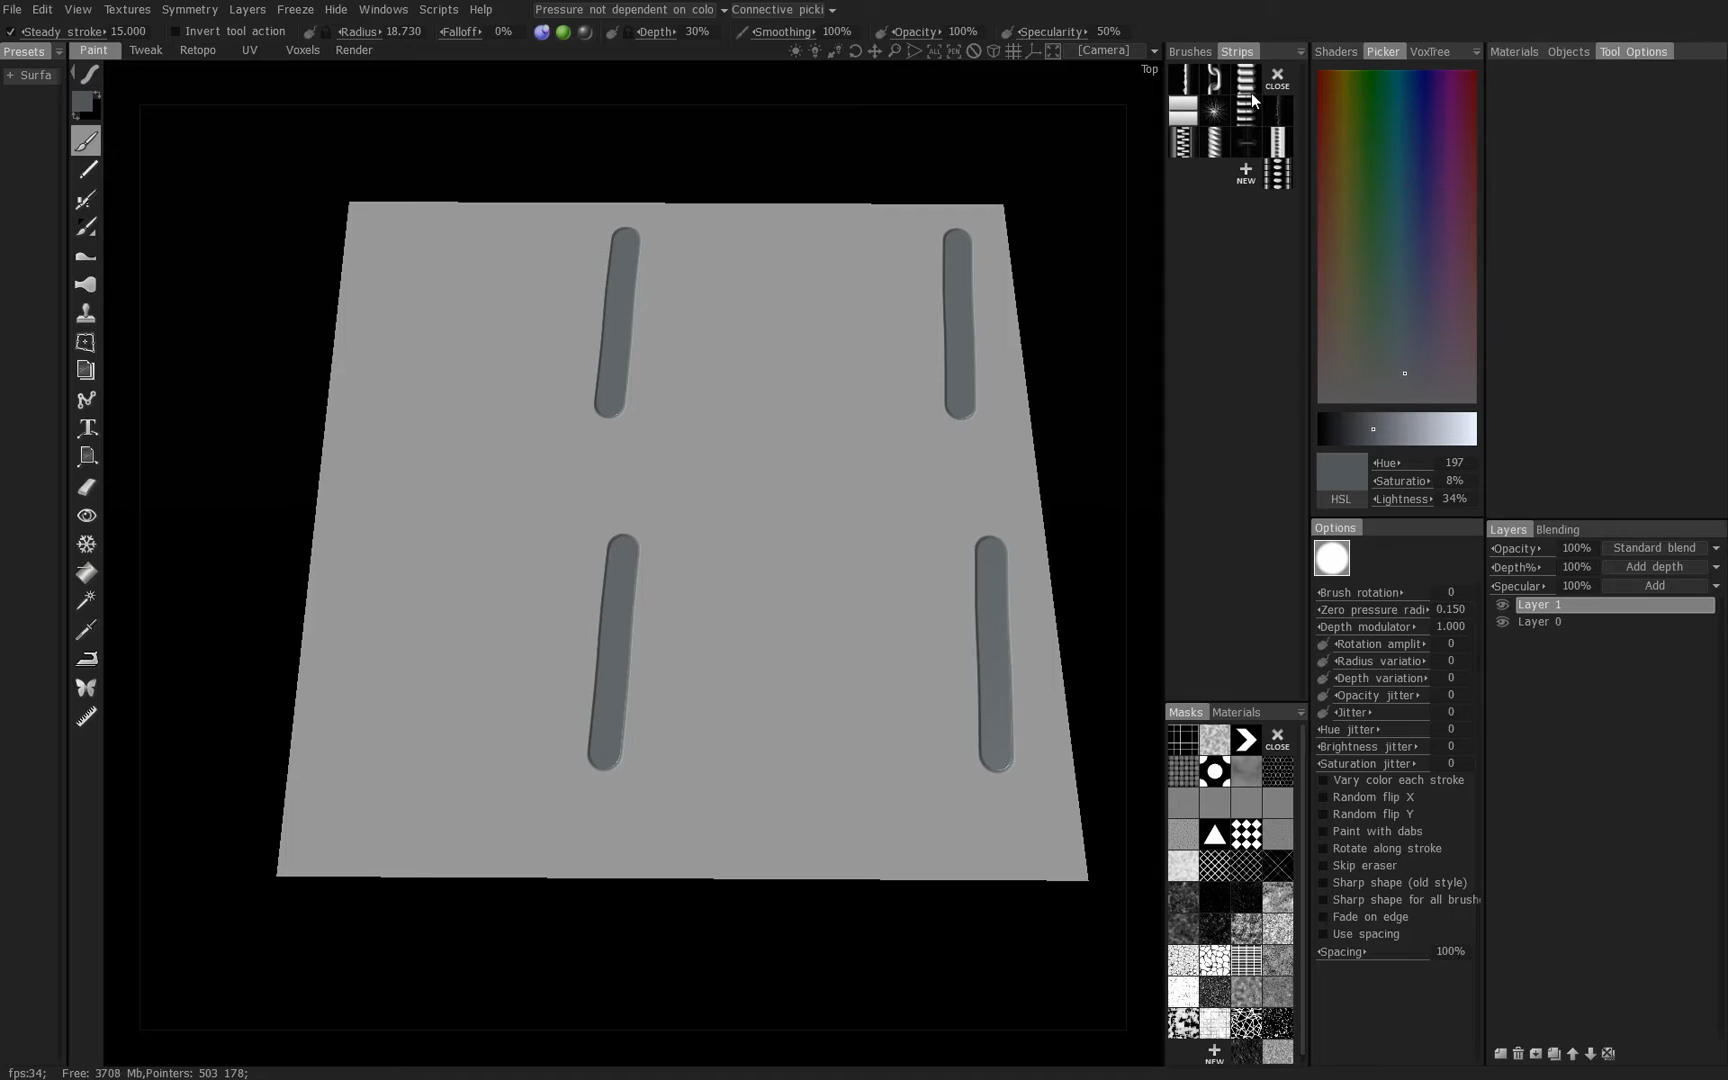 File Edit View Textures Symmetry Layers Freeze Hide Windows Scripts Help Pressure not dependent on colo Connective picki
Steady stroke 15.000 Invert tool action Radius 18.730 Falloff 0% Depth 30% Smoothing 100% Opacity 100% Specularity 50%
Presets Paint Tweak Retopo UV Voxels Render [Camera] Brushes Strips Shaders Picker VoxTree Materials Objects Tool Options
+ Surfa
Top
CLOSE
NEW
Hue 197
Saturatio 8%
HSL Lightness 34%
Options
Brush rotation 0
Zero pressure radi 0.150
Depth modulator 1.000
Rotation amplit 0
Radius variatio 0
Depth variation 0
Opacity jitter 0
Jitter 0
Hue jitter 0
Brightness jitter 0
Saturation jitter 0
Vary color each stroke
Random flip X
Random flip Y
Paint with dabs
Rotate along stroke
Skip eraser
Sharp shape (old style)
Sharp shape for all brush
Fade on edge
Use spacing
Spacing 100%
Layers Blending
Opacity 100% Standard blend
Depth% 100% Add depth
Specular 100% Add
Layer 1
Layer 0
Masks Materials
CLOSE
NEW
fps:34; Free: 3708 Mb,Pointers: 503 178;